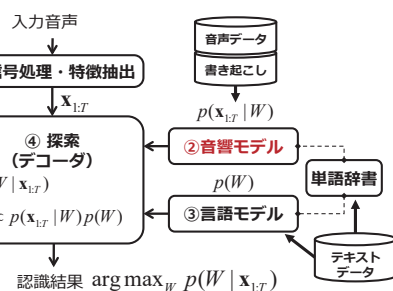 入力音声
音声データ
書き起こし
号処理・特徴抽出
x1:T
p(x1:T | W)
④ 探索
(デコーダ)
②音響モデル
W | x1:T)
p(W)
単語辞書
p(x1:T | W) p(W)
③言語モデル
テキスト
データ
認識結果 arg maxW p(W | x1:T)